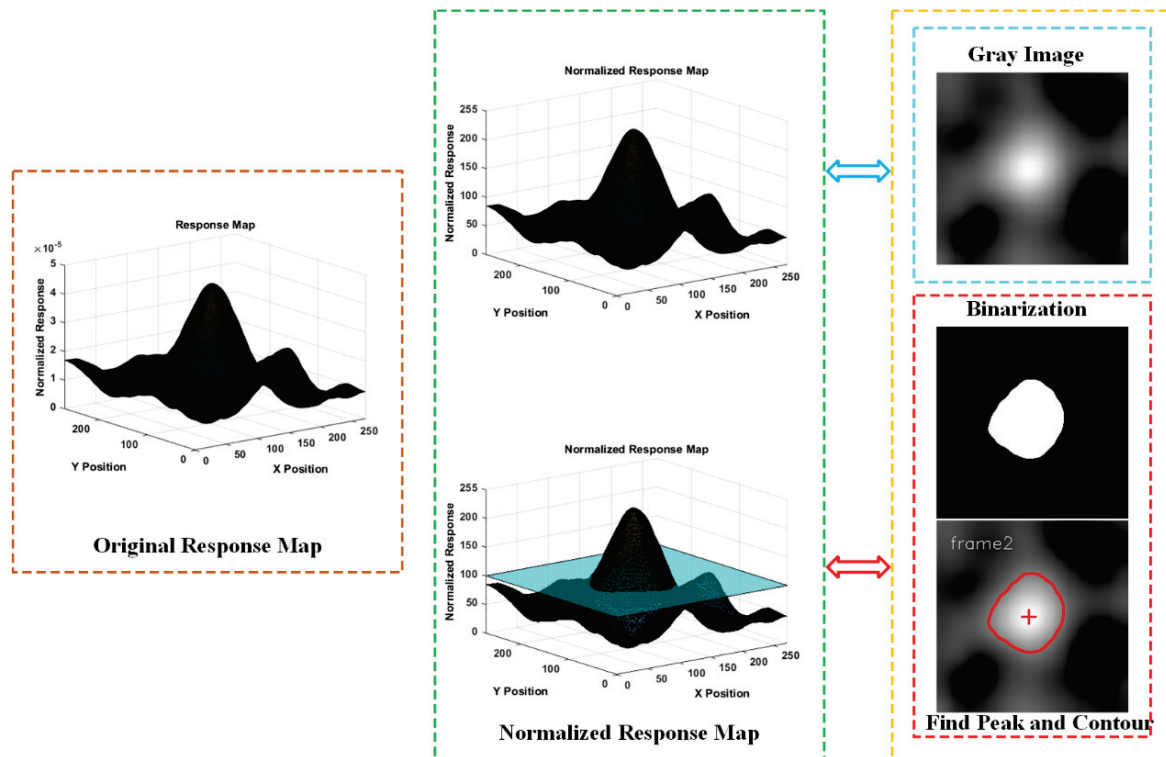 Response Map
× 10-5
5
4
3
2
1
0
Normalized Response
200
100
0
Y Position
0
50
100
150
200
250
X Position
Original Response Map
Normalized Response Map
255
200
150
100
50
0
Normalized Response
200
100
0
Y Position
0
50
100
150
200
250
X Position
Normalized Response Map
255
200
150
100
50
0
Normalized Response
200
100
0
Y Position
0
50
100
150
200
250
X Position
Normalized Response Map
Gray Image
Binarization
frame2
Find Peak and Contour